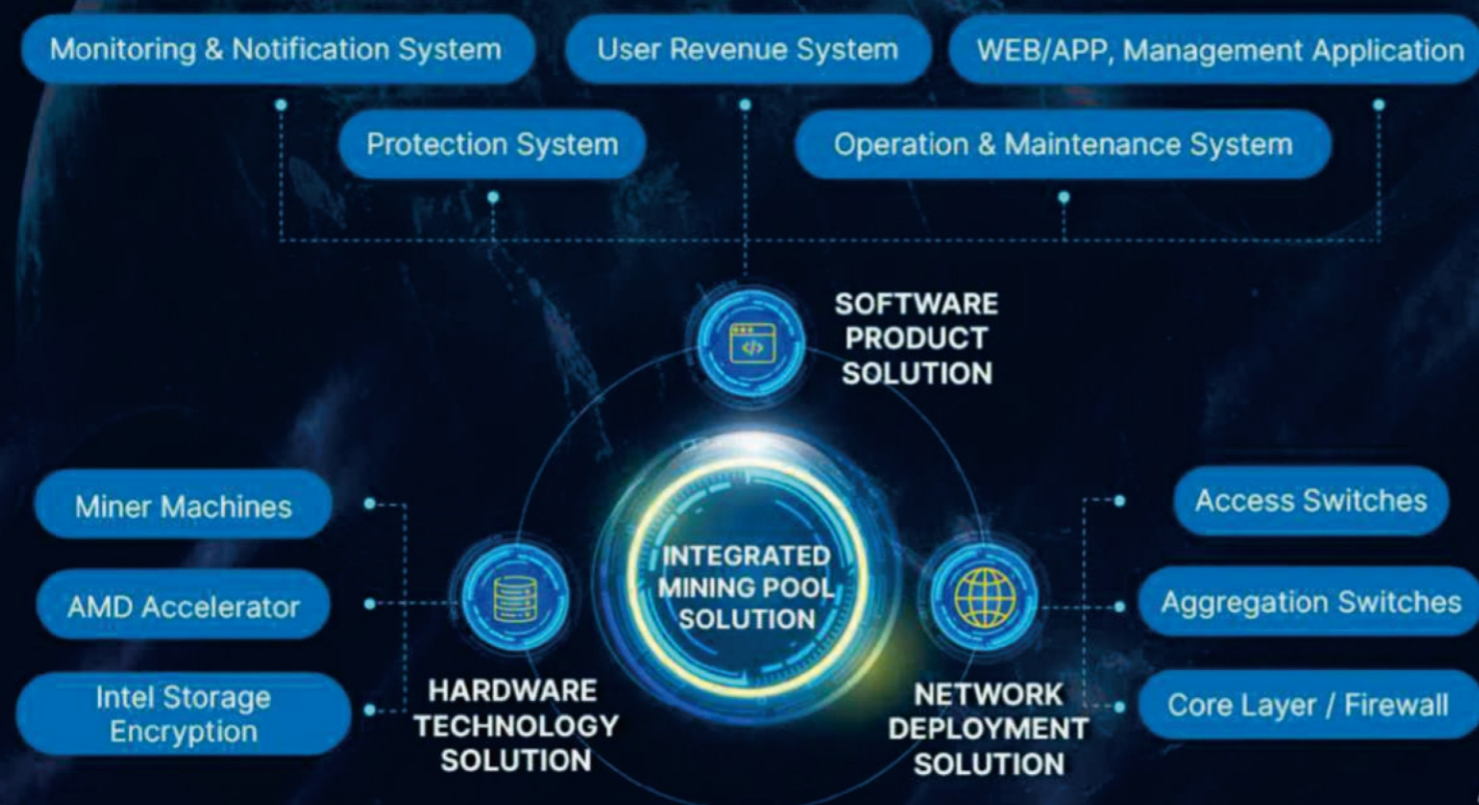 Monitoring & Notification System
User Revenue System
WEB/APP, Management Application
Protection System
Operation & Maintenance System
SOFTWARE
PRODUCT
SOLUTION
Miner Machines
AMD Accelerator
Intel Storage
Encryption
HARDWARE
TECHNOLOGY
SOLUTION
INTEGRATED
MINING POOL
SOLUTION
NETWORK
DEPLOYMENT
SOLUTION
Access Switches
Aggregation Switches
Core Layer / Firewall